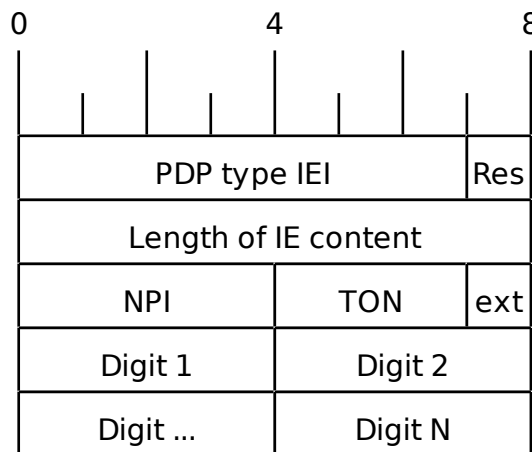 0 4 8
PDP type IEI Res
Length of IE content
NPI TON ext
Digit 1 Digit 2
Digit ... Digit N